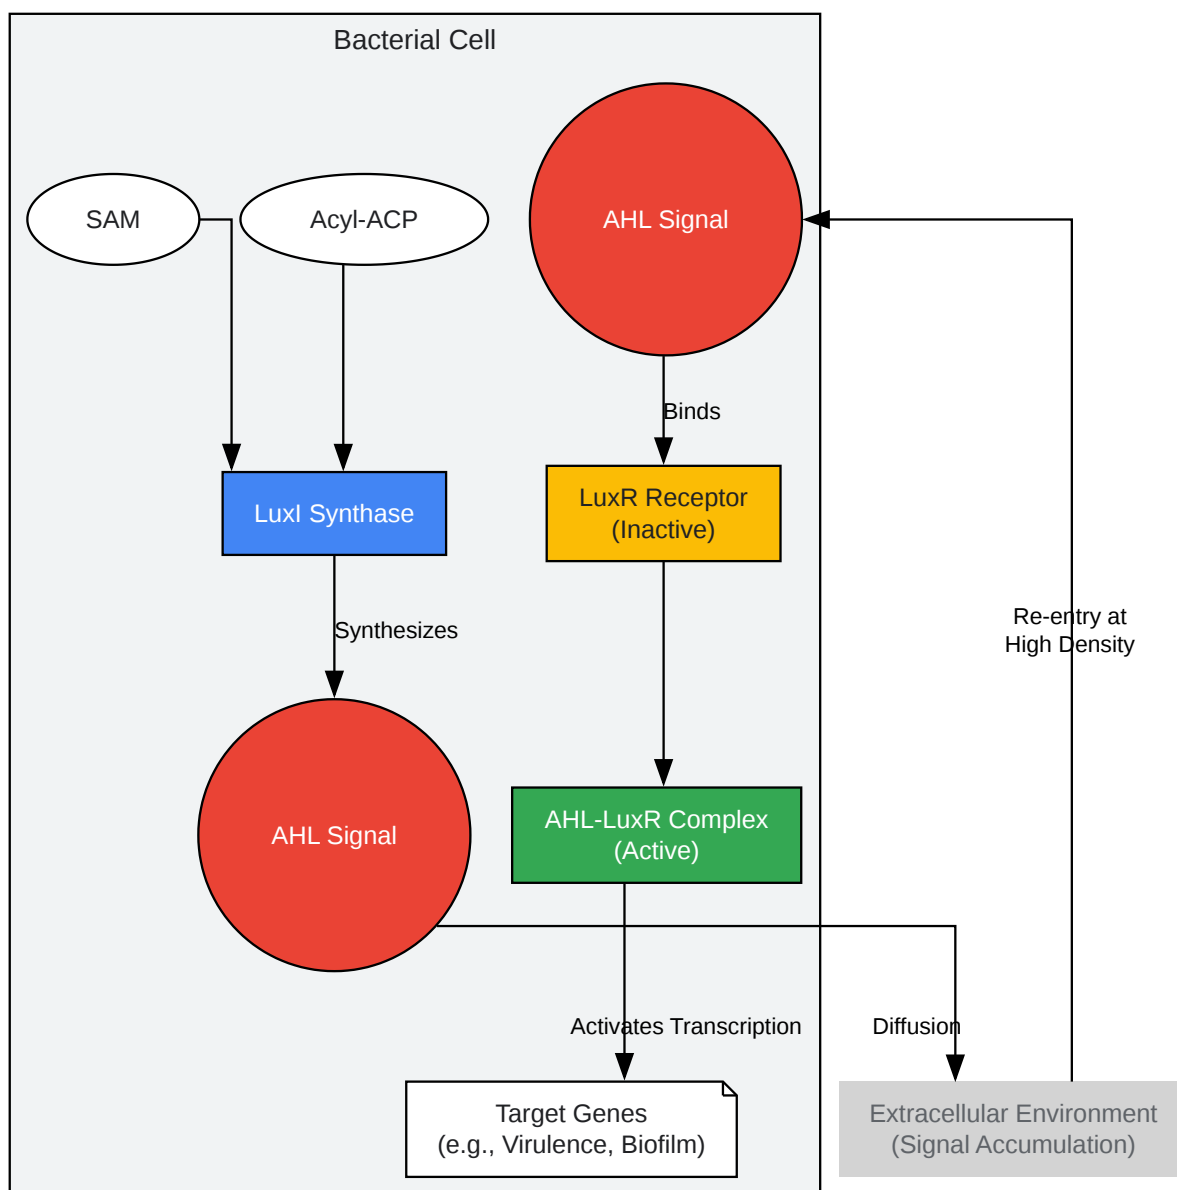 Bacterial Cell
SAM
Acyl-ACP
AHL Signal
Binds
LuxI Synthase
LuxR Receptor
(Inactive)
Synthesizes
Re-entry at
High Density
AHL Signal
AHL-LuxR Complex
(Active)
Activates Transcription
Diffusion
Target Genes
(e.g., Virulence, Biofilm)
Extracellular Environment
(Signal Accumulation)